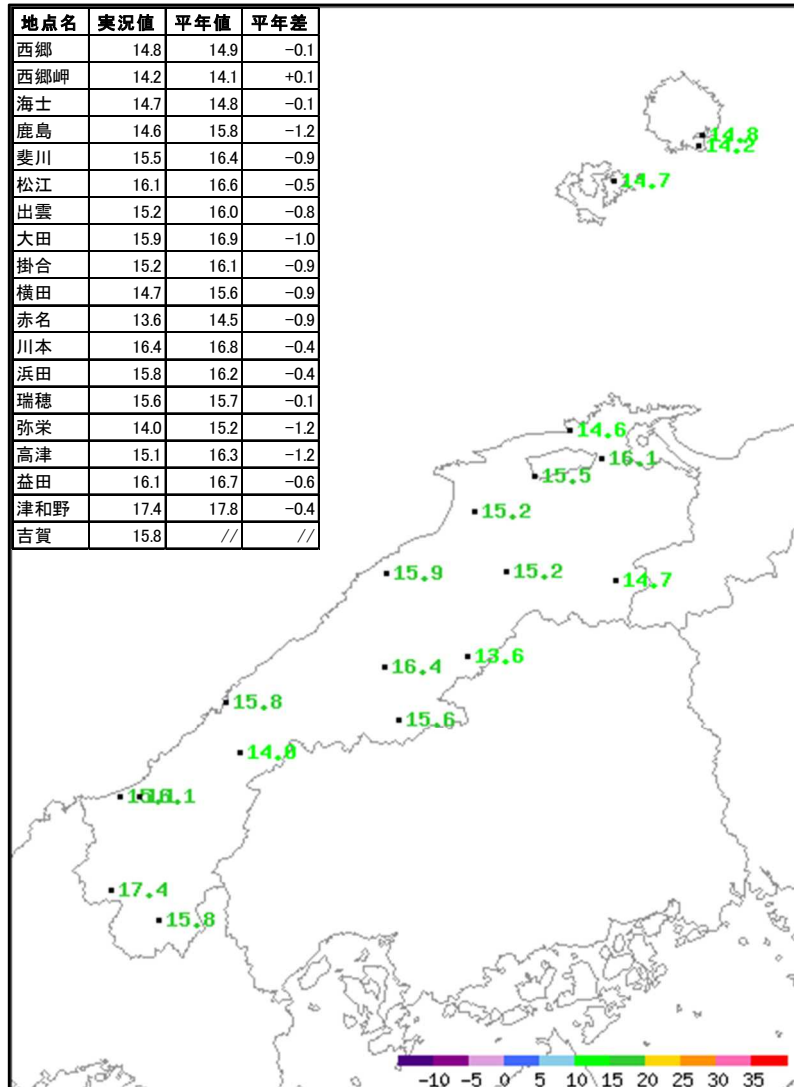 地点名 実況値 平年値 平年差
西郷 14.8 14.9 -0.1
西郷岬 14.2 14.1 +0.1
海士 14.7 14.8 -0.1
鹿島 14.6 15.8 -1.2
斐川 15.5 16.4 -0.9
松江 16.1 16.6 -0.5
出雲 15.2 16.0 -0.8
大田 15.9 16.9 -1.0
掛合 15.2 16.1 -0.9
横田 14.7 15.6 -0.9
赤名 13.6 14.5 -0.9
川本 16.4 16.8 -0.4
浜田 15.8 16.2 -0.4
瑞穂 15.6 15.7 -0.1
弥栄 14.0 15.2 -1.2
高津 15.1 16.3 -1.2
益田 16.1 16.7 -0.6
津和野 17.4 17.8 -0.4
吉賀 15.8 // //
14.8
14.2
14.7
14.6
16.1
15.5
15.2
15.9 15.2 14.7
13.6
16.4
15.8
15.6
14.0
15.1 16.1
17.4
15.8
-10 -5 0 5 10 15 20 25 30 35